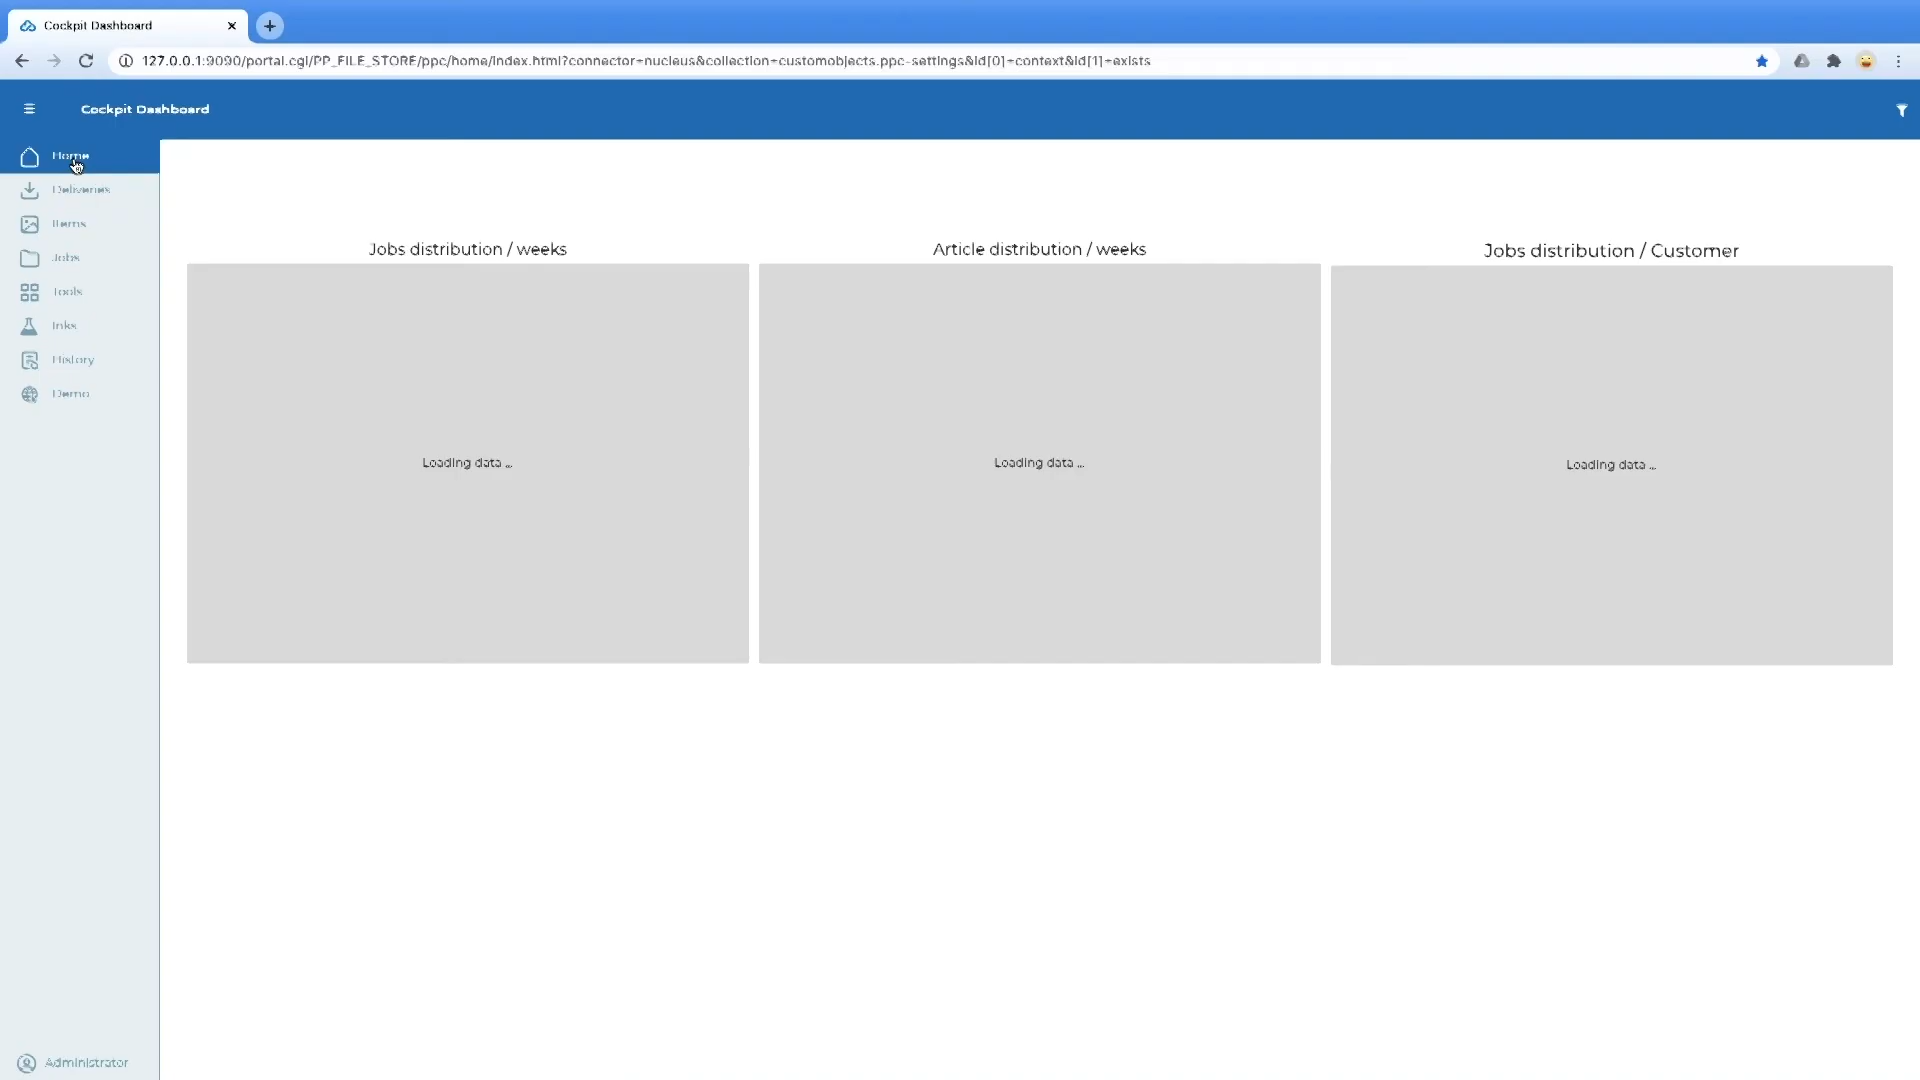 Cockpit Dashboard
127.0.0.1:9090/portal.cgi/PP_FILE_STORE/ppc/home/index.html?connector=nucleus&collection=customobjects.ppc-settings&id[0]=context&id[1]=exists
Cockpit Dashboard
Home
Deliveries
Items
Jobs
Tools
Inks
History
Demo
Administrator
Jobs distribution / weeks
Loading data ...
Article distribution / weeks
Loading data ...
Jobs distribution / Customer
Loading data ...